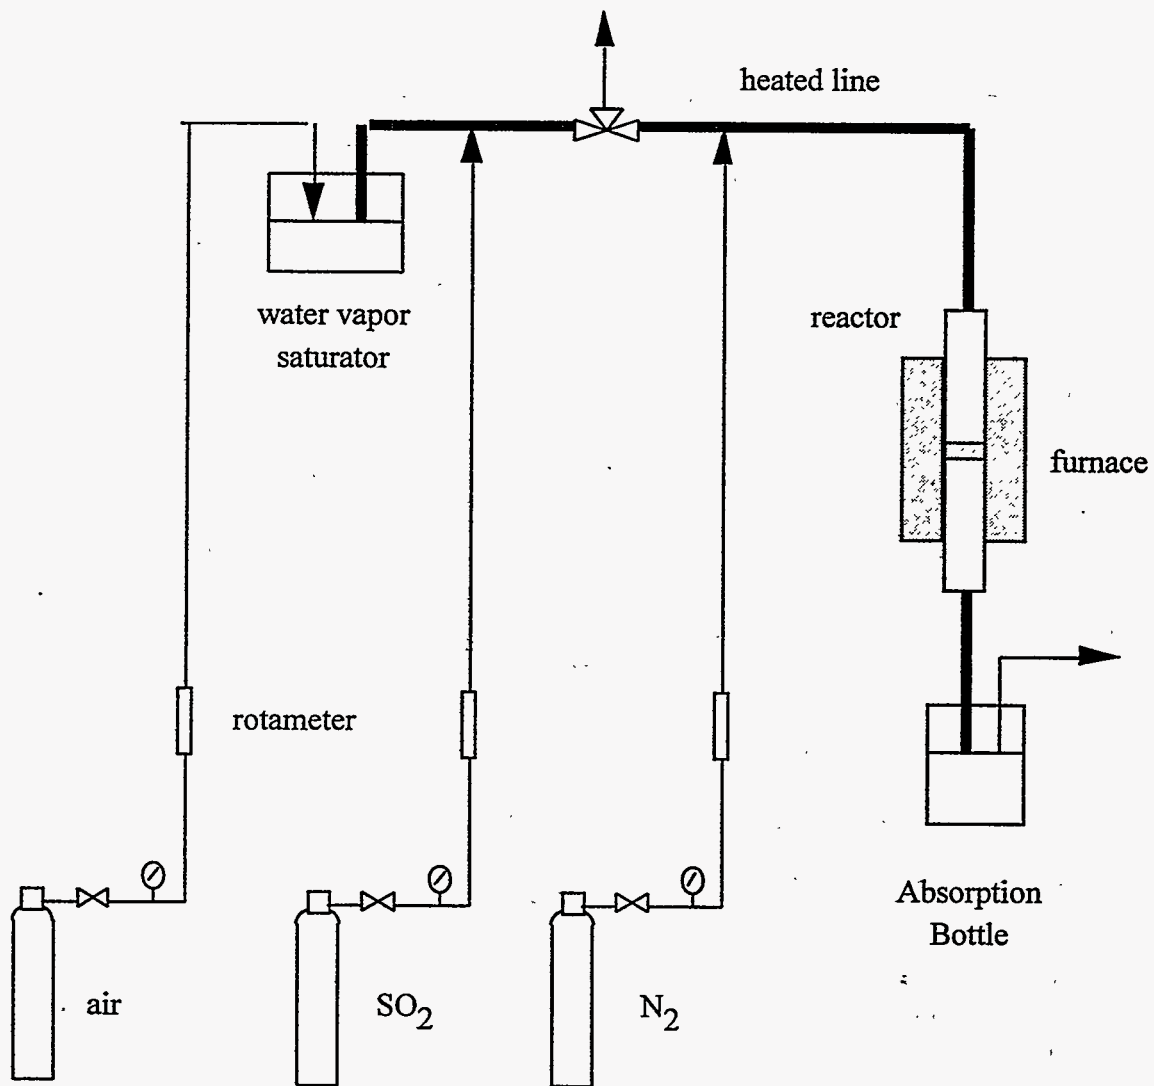 heated line
water vapor
saturator
reactor
furnace
rotameter
Absorption
Bottle
air
SO2
N2